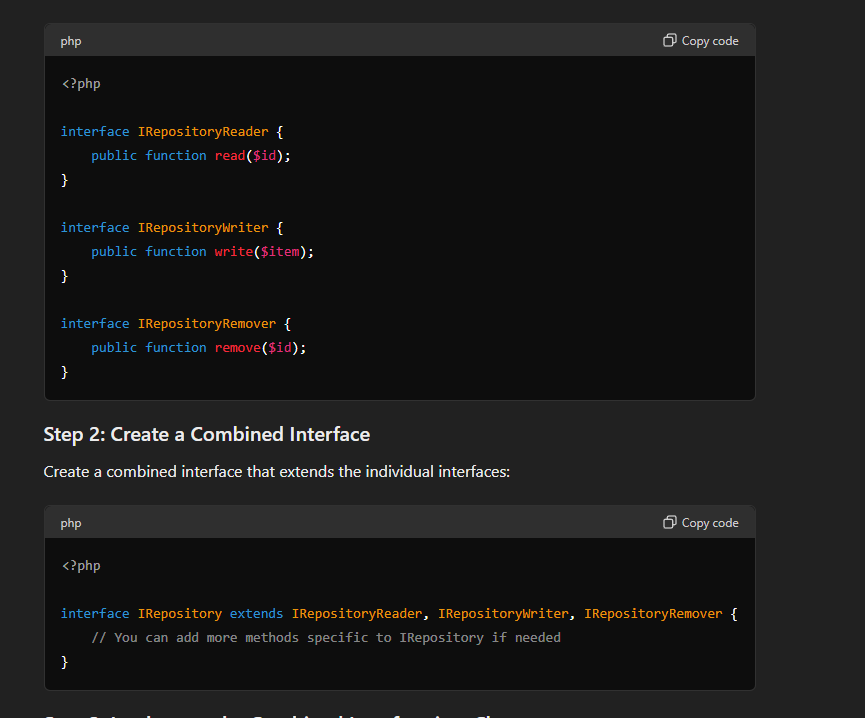 php
Copy code
<?php
interface IRepositoryReader {
    public function read($id);
}
interface IRepositoryWriter {
    public function write($item);
}
interface IRepositoryRemover {
    public function remove($id);
}
Step 2: Create a Combined Interface
Create a combined interface that extends the individual interfaces:
php
Copy code
<?php
interface IRepository extends IRepositoryReader, IRepositoryWriter, IRepositoryRemover {
    // You can add more methods specific to IRepository if needed
}